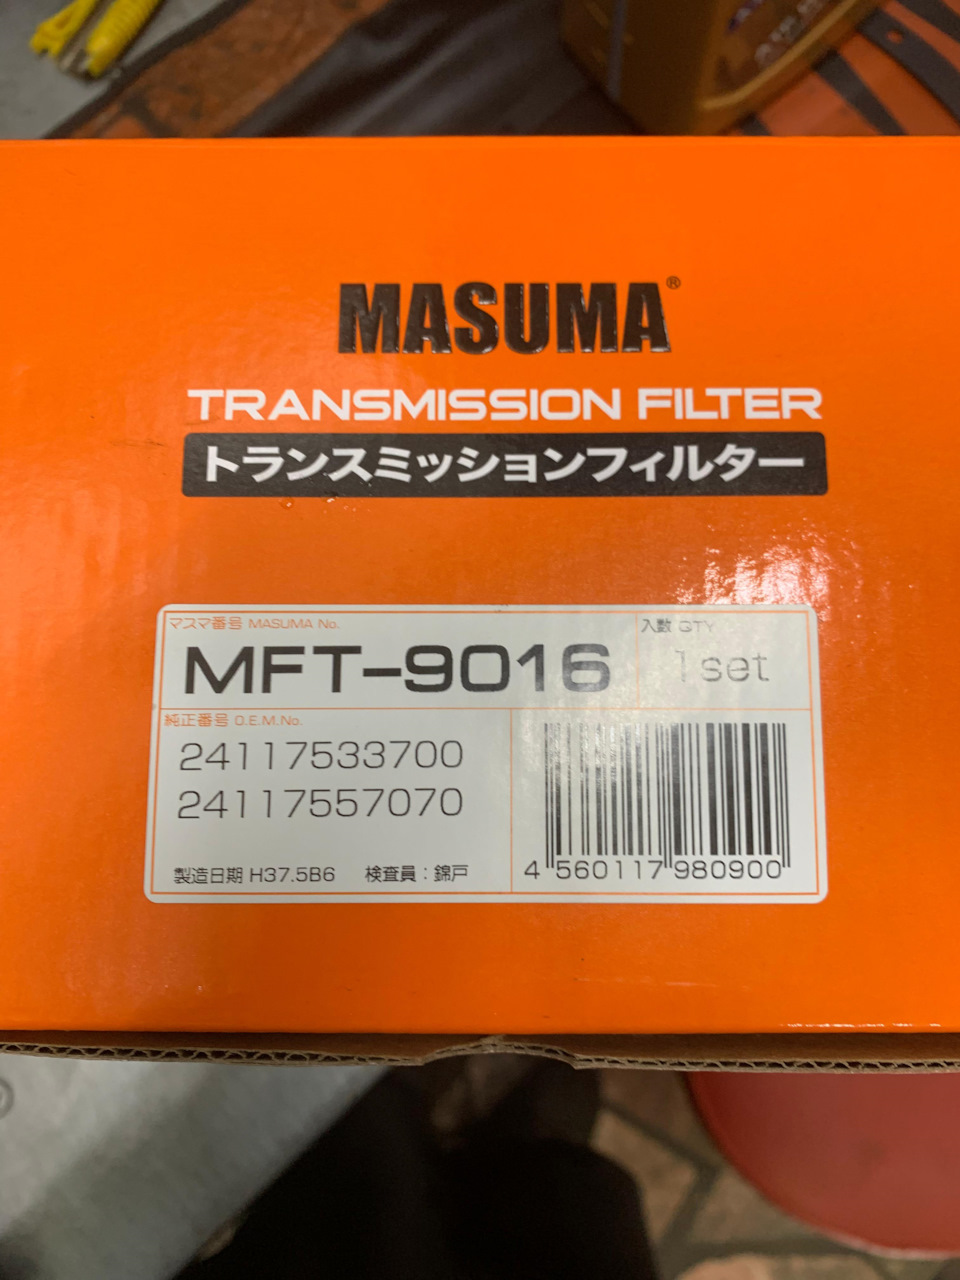 MASUMA®
TRANSMISSION FILTER
トランスミッションフィルター
マスマ番号 MASUMA No.
入数 QTY
MFT-9016
1set
純正番号 O.E.M.No.
24117533700
24117557070
製造日期 H37.5B6 検査員：錦戸
4 560117 980900